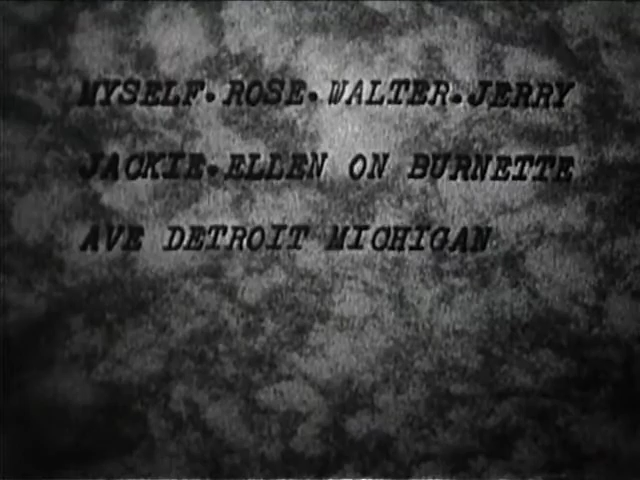 MYSELF. ROSE. WALTER. JERRY
JACKIE. ELLEN ON BURNETTE
AVE DETROIT MICHIGAN